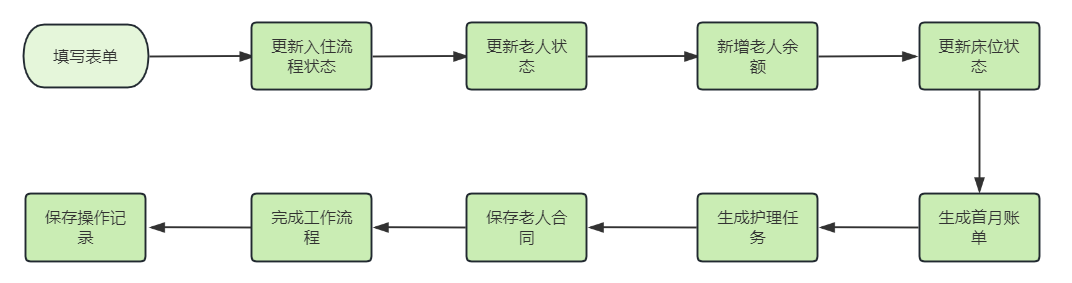 填写表单
更新入住流
程状态
更新老人状
态
新增老人余
额
更新床位状
态
生成首月账
单
生成护理任
务
保存老人合
同
完成工作流
程
保存操作记
录